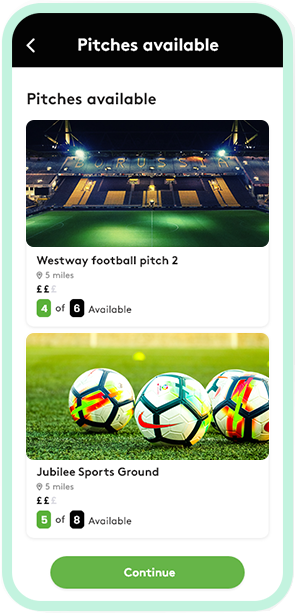 Pitches available
Pitches available
BORUSSIA
Westway football pitch 2
5 miles
£££
4 of 6 Available
Jubilee Sports Ground
5 miles
£££
5 of 8 Available
Continue